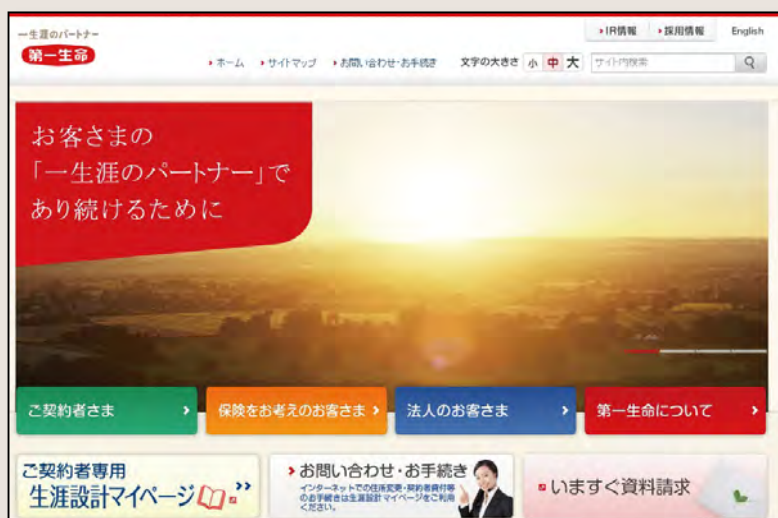 一生涯のパートナー
第一生命
IR情報
採用情報
English
ホーム
サイトマップ
お問い合わせ・お手続き
文字の大きさ 小 中 大
サイト内検索
お客さまの
「一生涯のパートナー」で
あり続けるために
ご契約者さま
保険をお考えのお客さま
法人のお客さま
第一生命について
ご契約者専用
生涯設計マイページ
お問い合わせ・お手続き
インターネットでの住所変更・契約者貸付等
のお手続きは生涯設計マイページをご利用
ください。
いますぐ資料請求